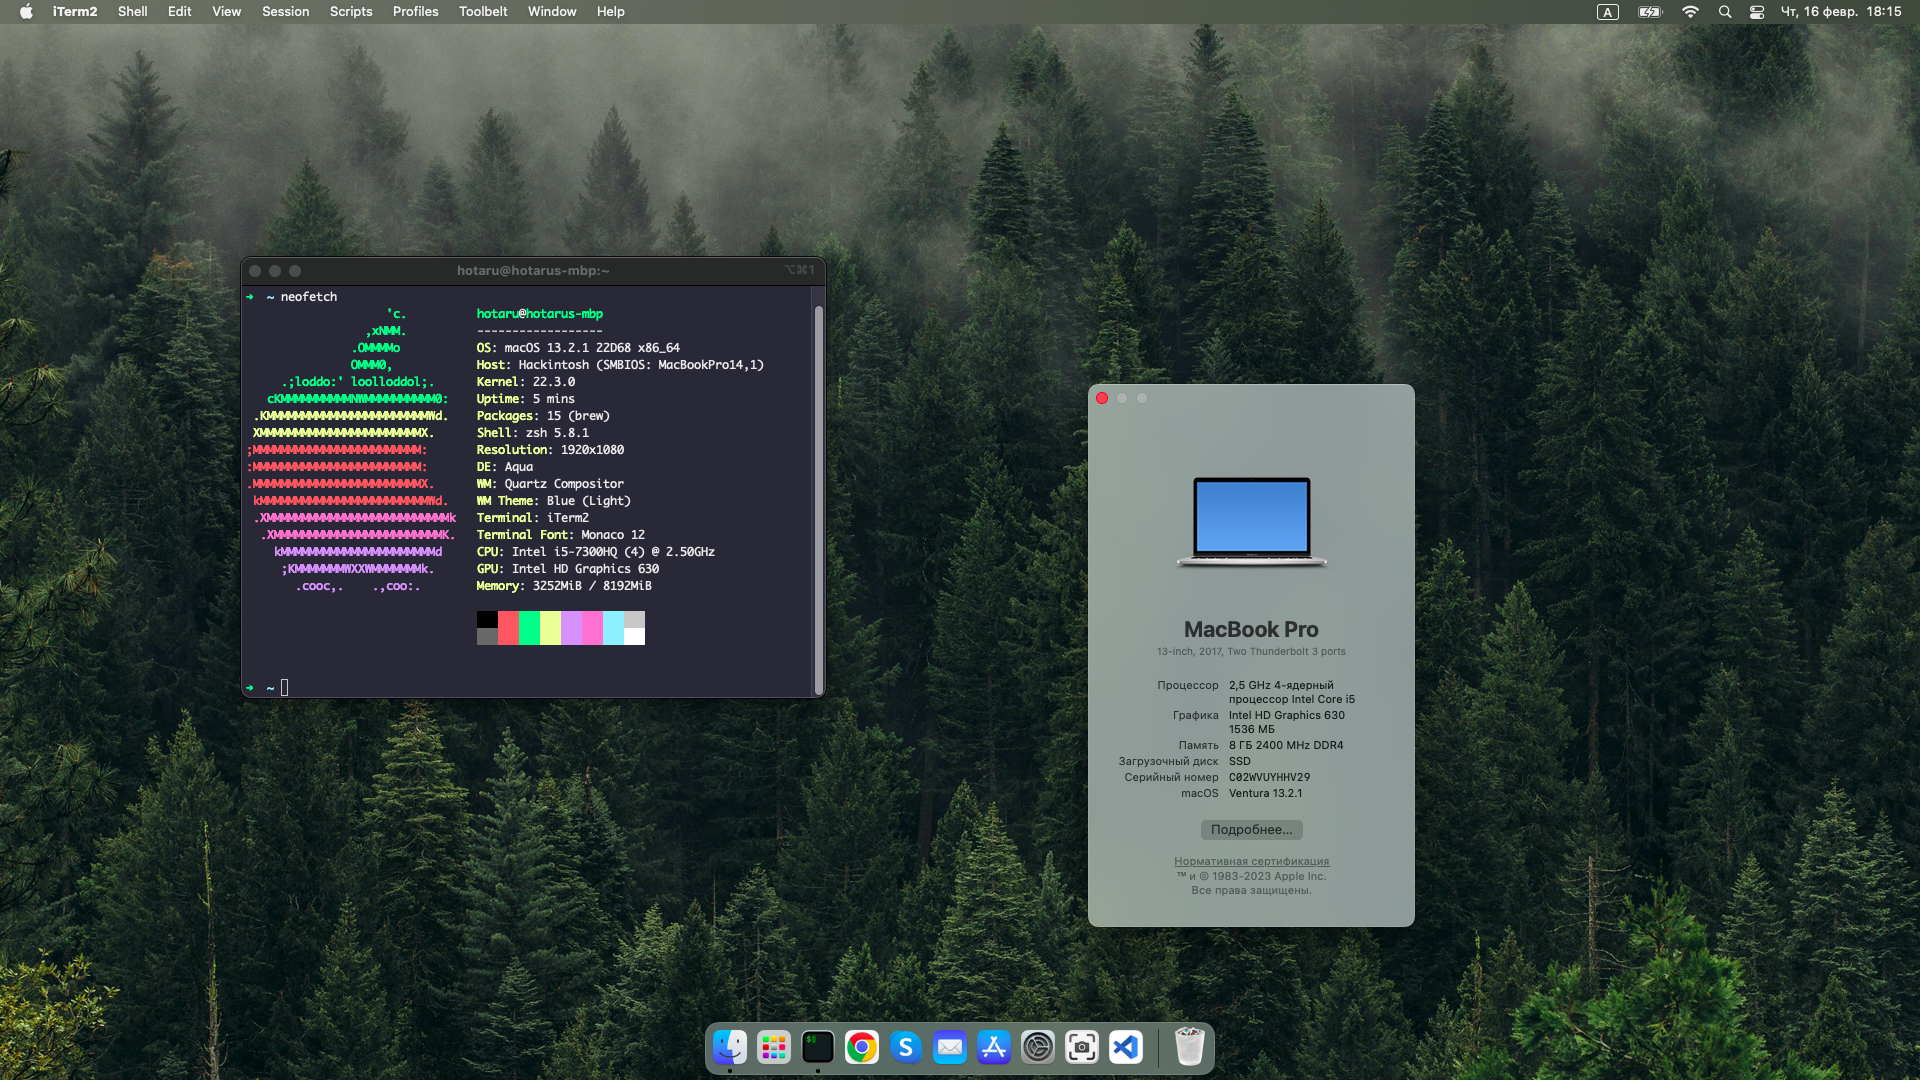 iTerm2 Shell Edit View Session Scripts Profiles Toolbelt Window Help
A Чт, 16 февр. 18:15
hotaru@hotarus-mbp:~ ⌥⌘1
➜ ~ neofetch
'c.
,xNMM.
.OMMMMo
OMMM0,
.;loddo:' loolloddol;.
cKMMMMMMMMMMNWMMMMMMMMMM0:
.KMMMMMMMMMMMMMMMMMMMMMMMWd.
XMMMMMMMMMMMMMMMMMMMMMMMX.
;MMMMMMMMMMMMMMMMMMMMMMMM:
:MMMMMMMMMMMMMMMMMMMMMMMM:
.MMMMMMMMMMMMMMMMMMMMMMMMX.
kMMMMMMMMMMMMMMMMMMMMMMMMWd.
.XMMMMMMMMMMMMMMMMMMMMMMMMMMk
.XMMMMMMMMMMMMMMMMMMMMMMMMK.
kMMMMMMMMMMMMMMMMMMMMMMd
;KMMMMMMMWXXWMMMMMMMk.
.cooc,. .,coo:.
hotaru@hotarus-mbp
------------------
OS: macOS 13.2.1 22D68 x86_64
Host: Hackintosh (SMBIOS: MacBookPro14,1)
Kernel: 22.3.0
Uptime: 5 mins
Packages: 15 (brew)
Shell: zsh 5.8.1
Resolution: 1920x1080
DE: Aqua
WM: Quartz Compositor
WM Theme: Blue (Light)
Terminal: iTerm2
Terminal Font: Monaco 12
CPU: Intel i5-7300HQ (4) @ 2.50GHz
GPU: Intel HD Graphics 630
Memory: 3252MiB / 8192MiB
➜ ~
MacBook Pro
13-inch, 2017, Two Thunderbolt 3 ports
Процессор 2,5 GHz 4-ядерный
процессор Intel Core i5
Графика Intel HD Graphics 630
1536 МБ
Память 8 ГБ 2400 MHz DDR4
Загрузочный диск SSD
Серийный номер C02WVUYHHV29
macOS Ventura 13.2.1
Подробнее...
Нормативная сертификация
™ и © 1983-2023 Apple Inc.
Все права защищены.